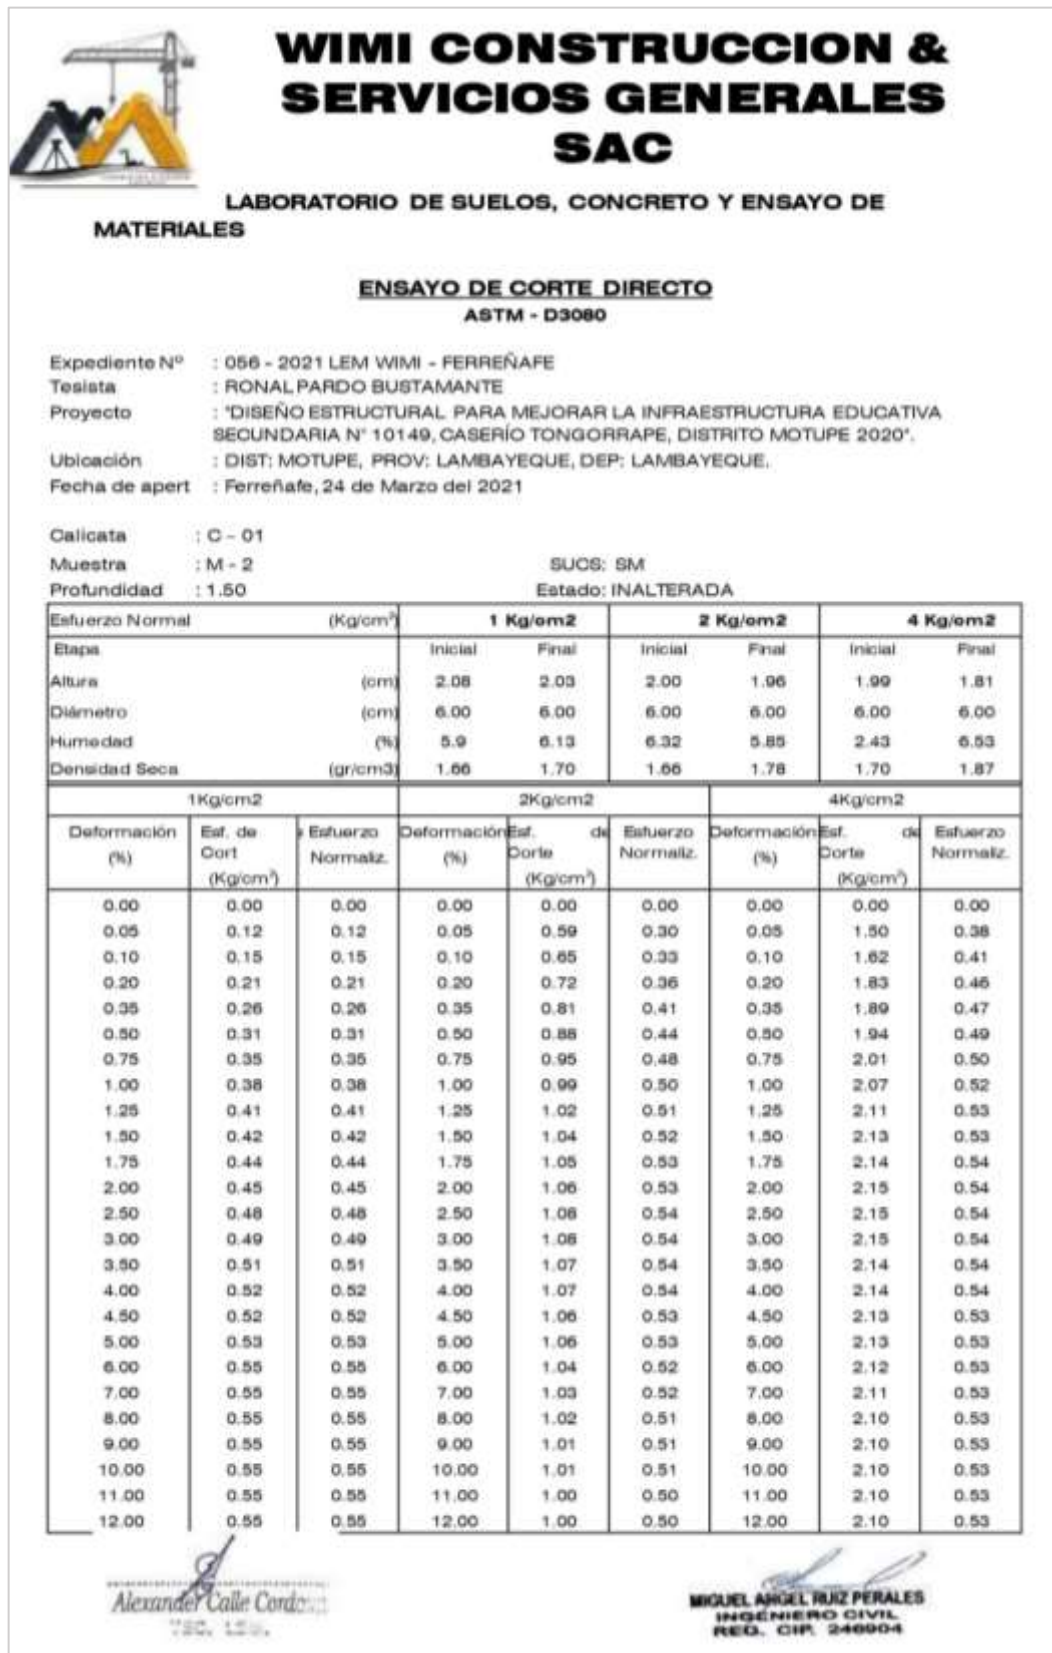 WIMI CONSTRUCCION &
SERVICIOS GENERALES
SAC
LABORATORIO DE SUELOS, CONCRETO Y ENSAYO DE
MATERIALES
ENSAYO DE CORTE DIRECTO
ASTM - D3080
Expediente Nº : 056 - 2021 LEM WIMI - FERREÑAFE
Tesista : RONAL PARDO BUSTAMANTE
Proyecto : "DISEÑO ESTRUCTURAL PARA MEJORAR LA INFRAESTRUCTURA EDUCATIVA
SECUNDARIA N° 10149, CASERÍO TONGORRAPE, DISTRITO MOTUPE 2020".
Ubicación : DIST: MOTUPE, PROV: LAMBAYEQUE, DEP: LAMBAYEQUE.
Fecha de apert : Ferreñafe, 24 de Marzo del 2021
Calicata : C - 01
Muestra : M - 2 SUCS: SM
Profundidad : 1.50 Estado: INALTERADA
Esfuerzo Normal (Kg/cm²) 1 Kg/cm2 2 Kg/cm2 4 Kg/cm2
Etapa Inicial Final Inicial Final Inicial Final
Altura (cm) 2.08 2.03 2.00 1.96 1.99 1.81
Diámetro (cm) 6.00 6.00 6.00 6.00 6.00 6.00
Humedad (%) 5.9 6.13 6.32 5.85 2.43 6.53
Densidad Seca (gr/cm3) 1.66 1.70 1.66 1.78 1.70 1.87
1Kg/cm2 2Kg/cm2 4Kg/cm2
Deformación Esf. de Esfuerzo Deformación Esf. de Esfuerzo Deformación Esf. de Esfuerzo
(%) Cort Normaliz. (%) Corte Normaliz. (%) Corte Normaliz.
(Kg/cm²) (Kg/cm²) (Kg/cm²)
0.00 0.00 0.00 0.00 0.00 0.00 0.00 0.00 0.00
0.05 0.12 0.12 0.05 0.59 0.30 0.05 1.50 0.38
0.10 0.15 0.15 0.10 0.65 0.33 0.10 1.62 0.41
0.20 0.21 0.21 0.20 0.72 0.36 0.20 1.83 0.46
0.35 0.26 0.26 0.35 0.81 0.41 0.35 1.89 0.47
0.50 0.31 0.31 0.50 0.88 0.44 0.50 1.94 0.49
0.75 0.35 0.35 0.75 0.95 0.48 0.75 2.01 0.50
1.00 0.38 0.38 1.00 0.99 0.50 1.00 2.07 0.52
1.25 0.41 0.41 1.25 1.02 0.51 1.25 2.11 0.53
1.50 0.42 0.42 1.50 1.04 0.52 1.50 2.13 0.53
1.75 0.44 0.44 1.75 1.05 0.53 1.75 2.14 0.54
2.00 0.45 0.45 2.00 1.06 0.53 2.00 2.15 0.54
2.50 0.48 0.48 2.50 1.08 0.54 2.50 2.15 0.54
3.00 0.49 0.49 3.00 1.08 0.54 3.00 2.15 0.54
3.50 0.51 0.51 3.50 1.07 0.54 3.50 2.14 0.54
4.00 0.52 0.52 4.00 1.07 0.54 4.00 2.14 0.54
4.50 0.52 0.52 4.50 1.06 0.53 4.50 2.13 0.53
5.00 0.53 0.53 5.00 1.06 0.53 5.00 2.13 0.53
6.00 0.55 0.55 6.00 1.04 0.52 6.00 2.12 0.53
7.00 0.55 0.55 7.00 1.03 0.52 7.00 2.11 0.53
8.00 0.55 0.55 8.00 1.02 0.51 8.00 2.10 0.53
9.00 0.55 0.55 9.00 1.01 0.51 9.00 2.10 0.53
10.00 0.55 0.55 10.00 1.01 0.51 10.00 2.10 0.53
11.00 0.55 0.55 11.00 1.00 0.50 11.00 2.10 0.53
12.00 0.55 0.55 12.00 1.00 0.50 12.00 2.10 0.53
Alexander Calle
MIGUEL ANGEL RUIZ PERALES
INGENIERO CIVIL
REG. CIP. 246904